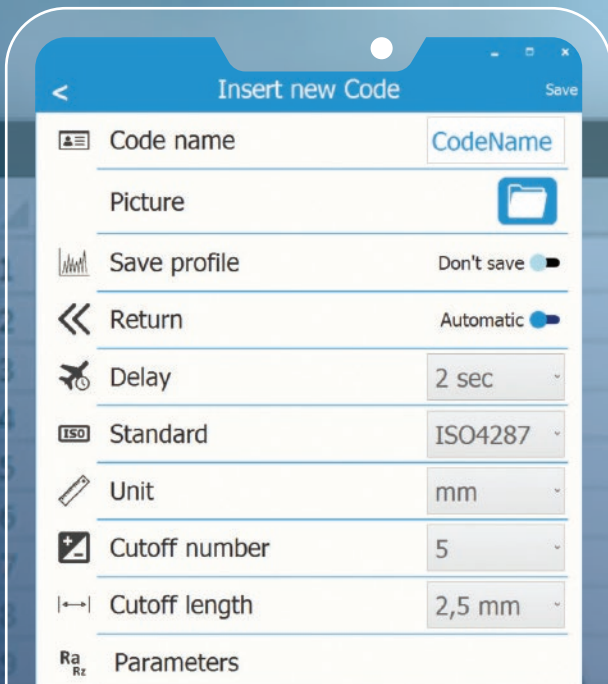 < Insert new Code Save
Code name CodeName
Picture
Save profile Don't save
Return Automatic
Delay 2 sec
ISO Standard ISO4287
Unit mm
Cutoff number 5
Cutoff length 2,5 mm
Ra Rz Parameters